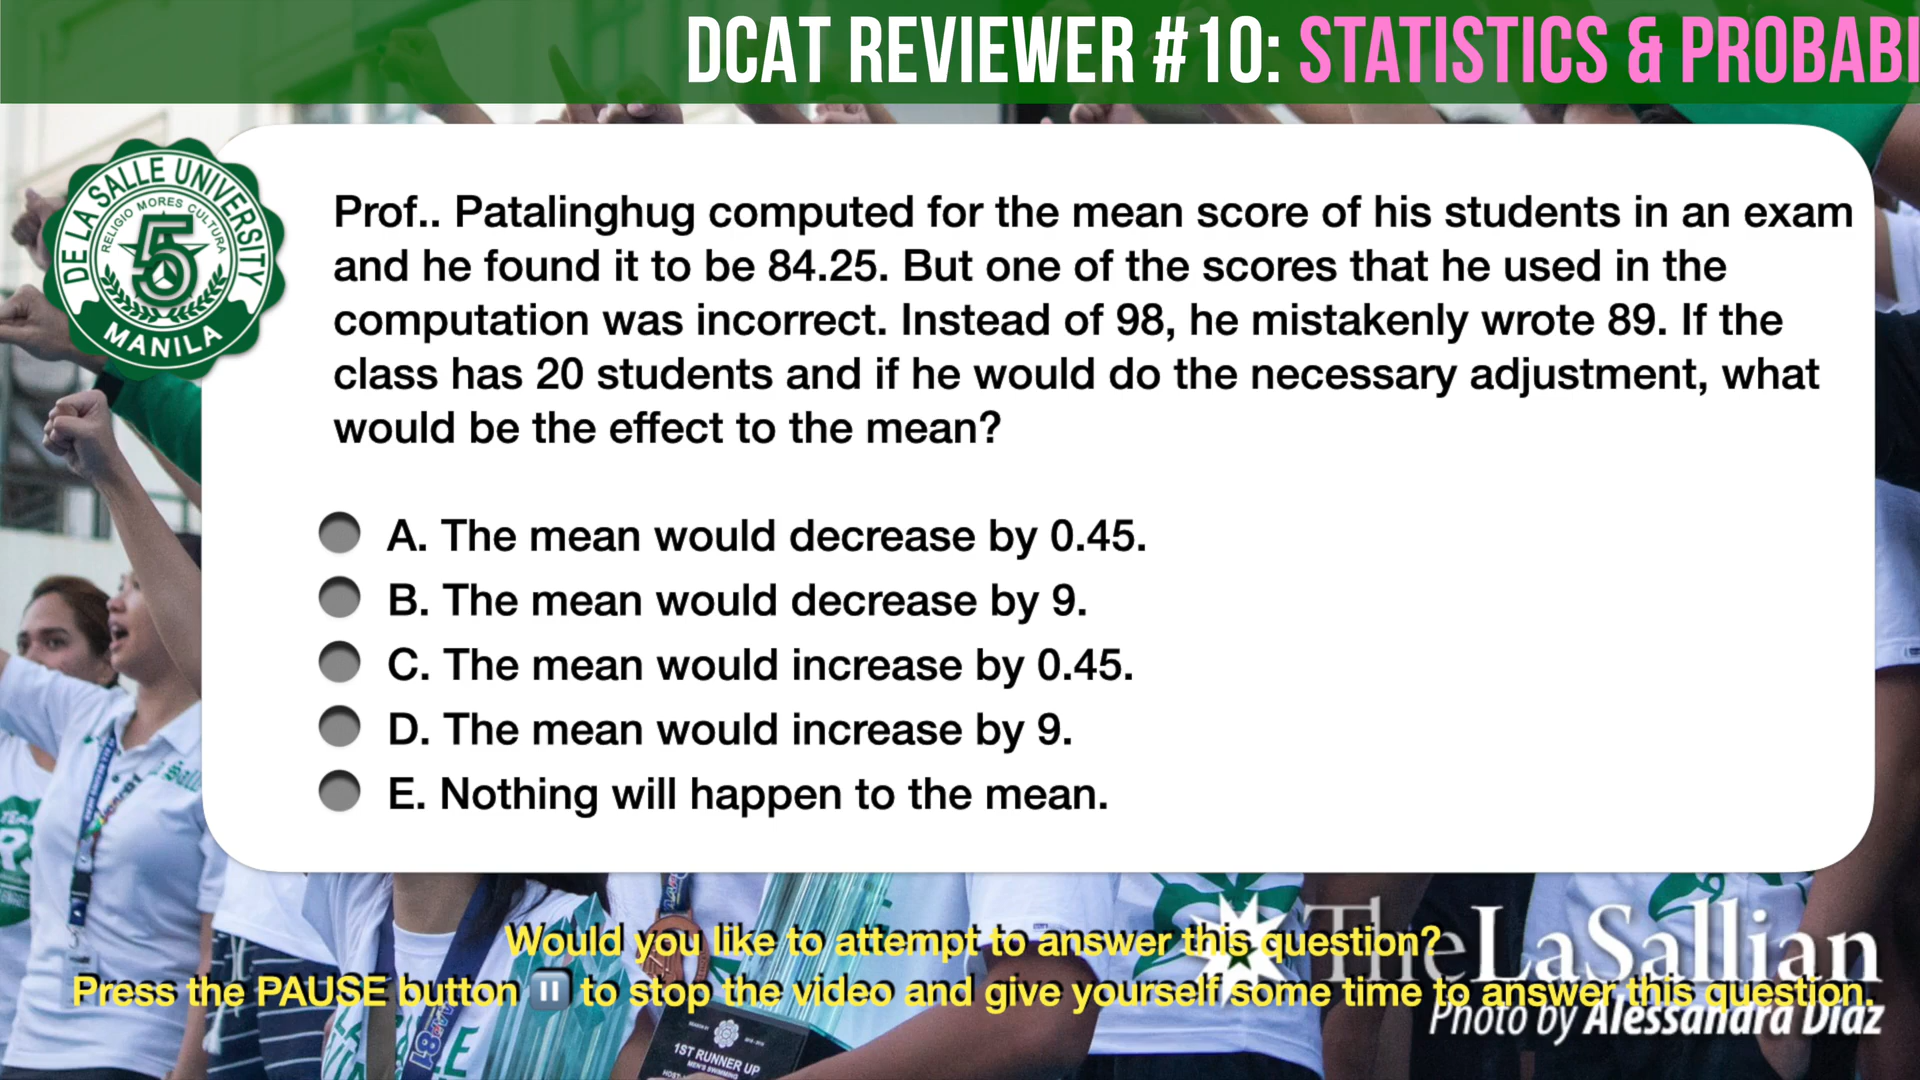 DCAT REVIEWER #10: STATISTICS & PROBABI
DE LA SALLE UNIVERSITY
RELIGIO MORES CULTURA
5
MANILA
Prof.. Patalinghug computed for the mean score of his students in an exam
and he found it to be 84.25. But one of the scores that he used in the
computation was incorrect. Instead of 98, he mistakenly wrote 89. If the
class has 20 students and if he would do the necessary adjustment, what
would be the effect to the mean?
A. The mean would decrease by 0.45.
B. The mean would decrease by 9.
C. The mean would increase by 0.45.
D. The mean would increase by 9.
E. Nothing will happen to the mean.
Would you like to attempt to answer this question?
Press the PAUSE button ⏸ to stop the video and give yourself some time to answer this question.
TheLaSallian
Photo by Alessandra Diaz
1ST RUNNER UP
MEN'S SWIMMING